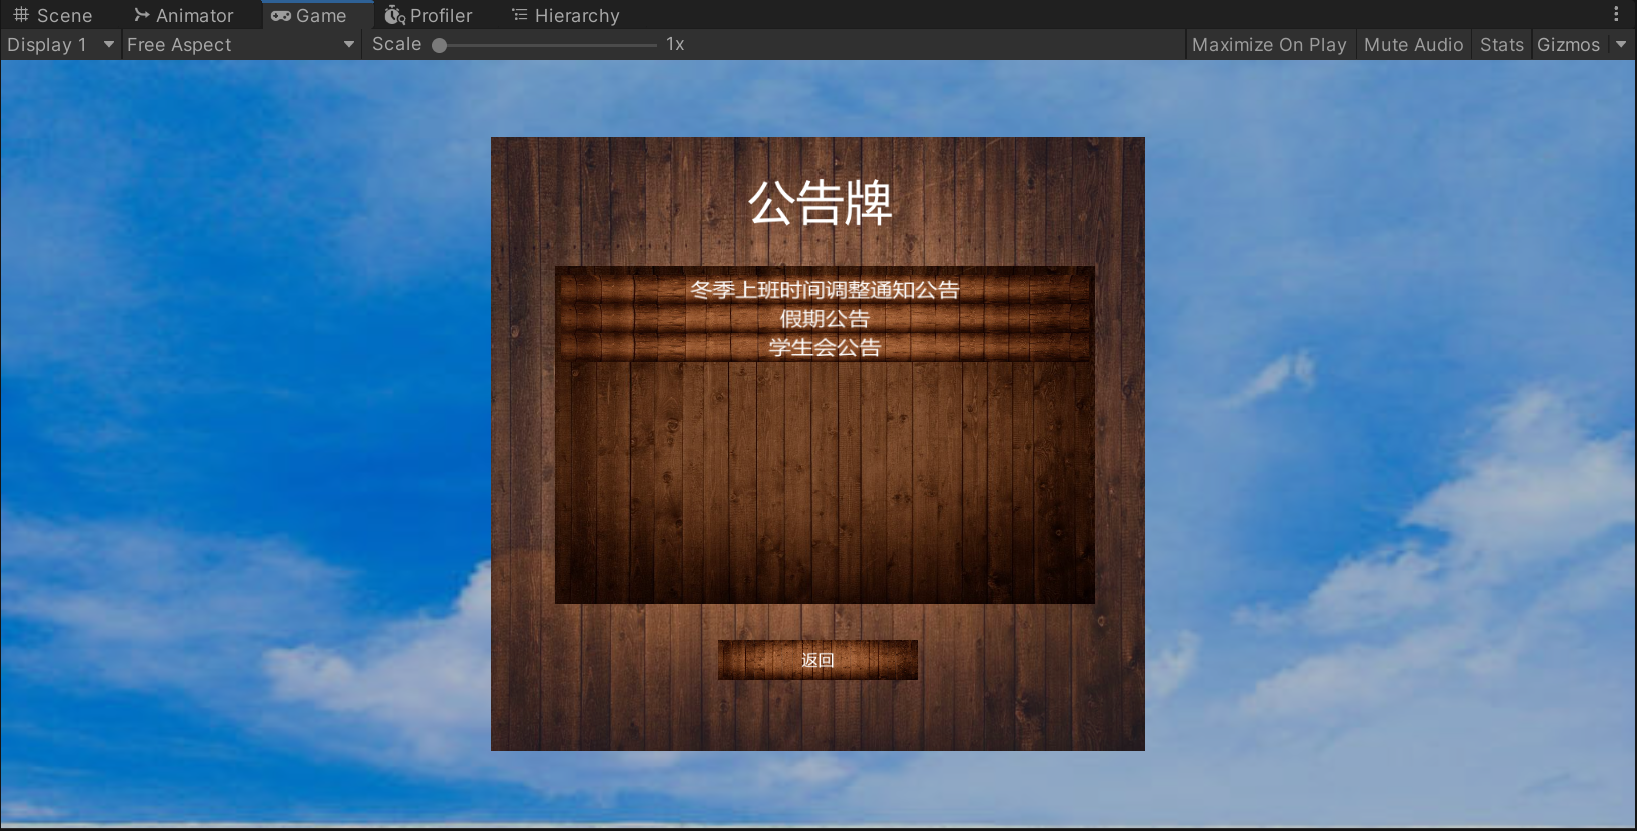 Scene Animator Game Profiler Hierarchy
Display 1 Free Aspect Scale 1x Maximize On Play Mute Audio Stats Gizmos
公告牌
冬季上班时间调整通知公告
假期公告
学生会公告
返回